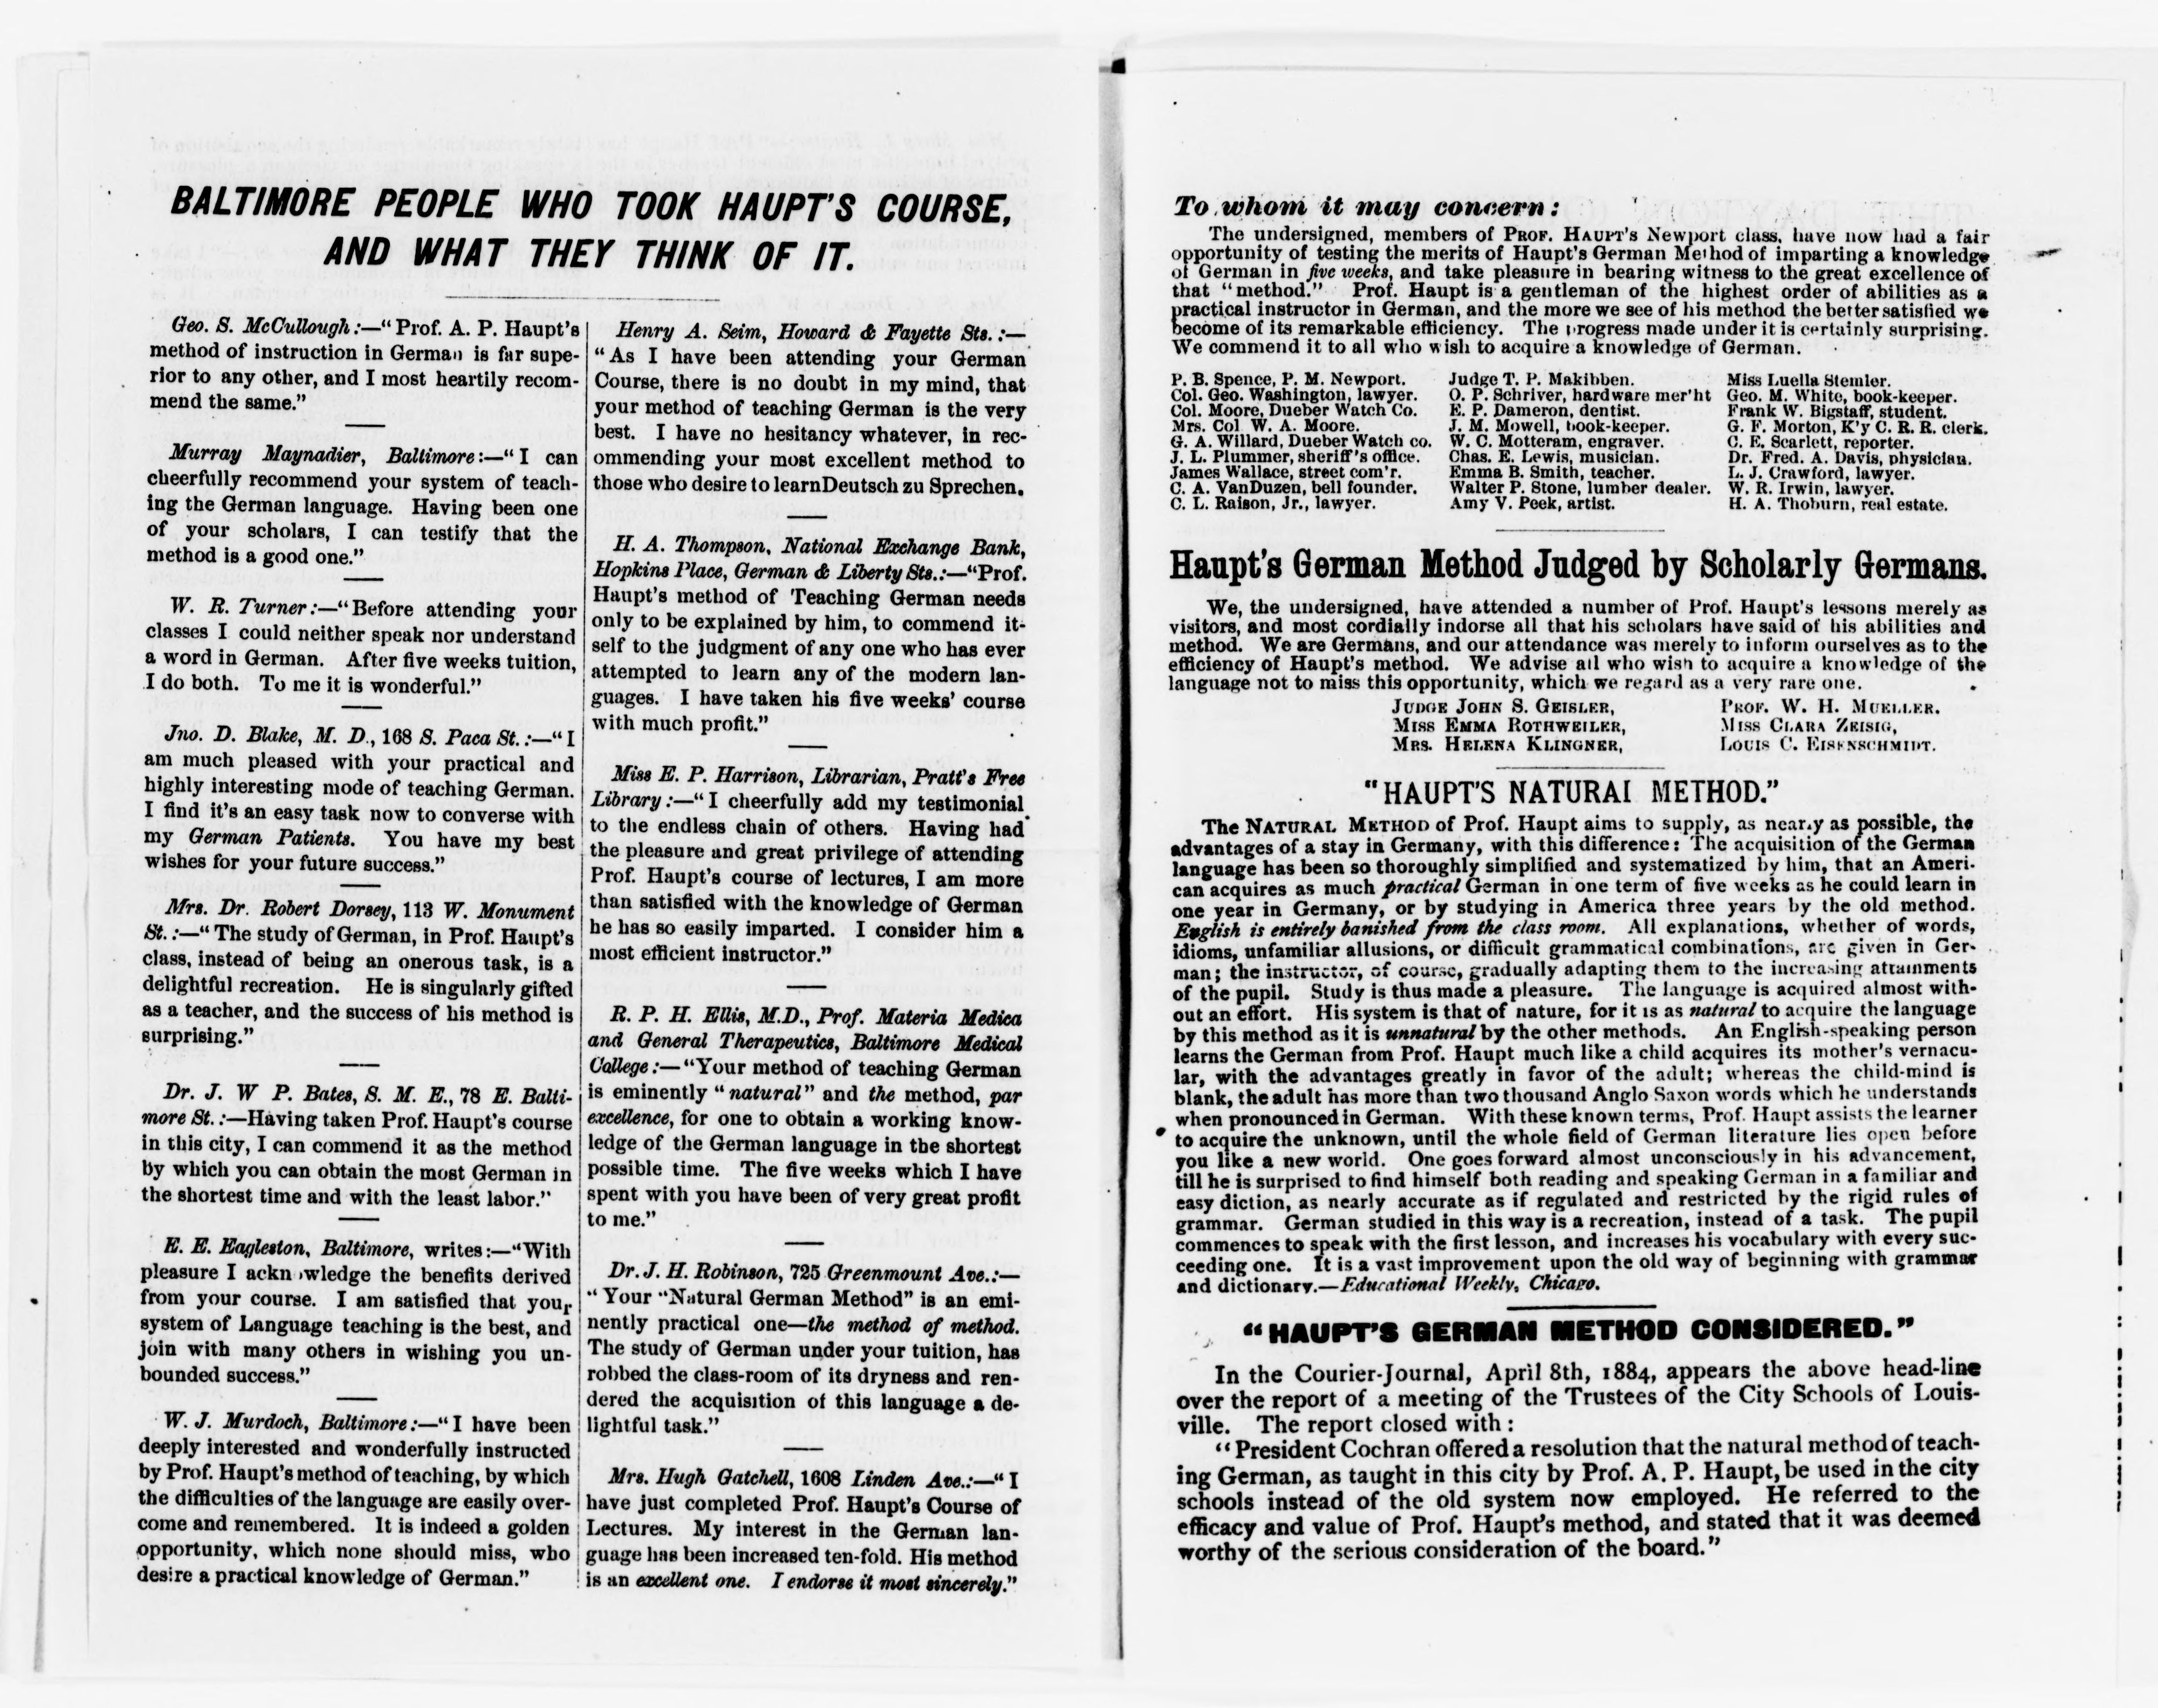 BALTIMORE PEOPLE WHO TOOK HAUPT'S COURSE,
AND WHAT THEY THINK OF IT.
Geo. S. McCullough:—“Prof. A. P. Haupt's
method of instruction in German is far supe-
rior to any other, and I most heartily recom-
mend the same.”
Murray Maynadier, Baltimore:—“I can
cheerfully recommend your system of teach-
ing the German language. Having been one
of your scholars, I can testify that the
method is a good one.”
W. R. Turner:—“Before attending your
classes I could neither speak nor understand
a word in German. After five weeks tuition,
I do both. To me it is wonderful.”
Jno. D. Blake, M. D., 168 S. Paca St.:—“I
am much pleased with your practical and
highly interesting mode of teaching German.
I find it's an easy task now to converse with
my German Patients. You have my best
wishes for your future success.”
Mrs. Dr. Robert Dorsey, 113 W. Monument
St.:—“The study of German, in Prof. Haupt's
class, instead of being an onerous task, is a
delightful recreation. He is singularly gifted
as a teacher, and the success of his method is
surprising.”
Dr. J. W P. Bates, S. M. E., 78 E. Balti-
more St.:—Having taken Prof. Haupt's course
in this city, I can commend it as the method
by which you can obtain the most German in
the shortest time and with the least labor.”
E. E. Eagleston, Baltimore, writes:—“With
pleasure I acknowledge the benefits derived
from your course. I am satisfied that your
system of Language teaching is the best, and
join with many others in wishing you un-
bounded success.”
W. J. Murdoch, Baltimore:—“I have been
deeply interested and wonderfully instructed
by Prof. Haupt's method of teaching, by which
the difficulties of the language are easily over-
come and remembered. It is indeed a golden
opportunity, which none should miss, who
desire a practical knowledge of German.”
Henry A. Seim, Howard & Fayette Sts.:—
“As I have been attending your German
Course, there is no doubt in my mind, that
your method of teaching German is the very
best. I have no hesitancy whatever, in rec-
ommending your most excellent method to
those who desire to learn Deutsch zu Sprechen.
H. A. Thompson, National Exchange Bank,
Hopkins Place, German & Liberty Sts.:—“Prof.
Haupt's method of Teaching German needs
only to be explained by him, to commend it-
self to the judgment of any one who has ever
attempted to learn any of the modern lan-
guages. I have taken his five weeks' course
with much profit.”
Miss E. P. Harrison, Librarian, Pratt's Free
Library:—“I cheerfully add my testimonial
to the endless chain of others. Having had
the pleasure and great privilege of attending
Prof. Haupt's course of lectures, I am more
than satisfied with the knowledge of German
he has so easily imparted. I consider him a
most efficient instructor.”
R. P. H. Ellis, M.D., Prof. Materia Medica
and General Therapeutics, Baltimore Medical
College:—“Your method of teaching German
is eminently “natural” and the method, par
excellence, for one to obtain a working know-
ledge of the German language in the shortest
possible time. The five weeks which I have
spent with you have been of very great profit
to me.”
Dr. J. H. Robinson, 725 Greenmount Ave.:—
“Your “Natural German Method” is an emi-
nently practical one—the method of method.
The study of German under your tuition, has
robbed the class-room of its dryness and ren-
dered the acquisition of this language a de-
lightful task.”
Mrs. Hugh Gatchell, 1608 Linden Ave.:—“I
have just completed Prof. Haupt's Course of
Lectures. My interest in the German lan-
guage has been increased ten-fold. His method
is an excellent one. I endorse it most sincerely.”
To whom it may concern:
The undersigned, members of PROF. HAUPT's Newport class, have now had a fair
opportunity of testing the merits of Haupt's German Method of imparting a knowledge
of German in five weeks, and take pleasure in bearing witness to the great excellence of
that “method.” Prof. Haupt is a gentleman of the highest order of abilities as a
practical instructor in German, and the more we see of his method the better satisfied we
become of its remarkable efficiency. The progress made under it is certainly surprising.
We commend it to all who wish to acquire a knowledge of German.
P. B. Spence, P. M. Newport.
Col. Geo. Washington, lawyer.
Col. Moore, Dueber Watch Co.
Mrs. Col W. A. Moore.
G. A. Willard, Dueber Watch co.
J. L. Plummer, sheriff's office.
James Wallace, street com'r.
C. A. VanDuzen, bell founder.
C. L. Raison, Jr., lawyer.
Judge T. P. Makibben.
O. P. Schriver, hardware mer'ht
E. P. Dameron, dentist.
J. M. Mowell, book-keeper.
W. C. Motteram, engraver.
Chas. E. Lewis, musician.
Emma B. Smith, teacher.
Walter P. Stone, lumber dealer.
Amy V. Peek, artist.
Miss Luella Stemler.
Geo. M. White, book-keeper.
Frank W. Bigstaff, student.
G. F. Morton, K'y C. R. R. clerk.
C. E. Scarlett, reporter.
Dr. Fred. A. Davis, physician.
L. J. Crawford, lawyer.
W. R. Irwin, lawyer.
H. A. Thoburn, real estate.
Haupt's German Method Judged by Scholarly Germans.
We, the undersigned, have attended a number of Prof. Haupt's lessons merely as
visitors, and most cordially indorse all that his scholars have said of his abilities and
method. We are Germans, and our attendance was merely to inform ourselves as to the
efficiency of Haupt's method. We advise all who wish to acquire a knowledge of the
language not to miss this opportunity, which we regard as a very rare one.
JUDGE JOHN S. GEISLER,
MISS EMMA ROTHWEILER,
MRS. HELENA KLINGNER,
PROF. W. H. MUELLER.
MISS CLARA ZEISIG,
LOUIS C. EISENSCHMIDT.
“HAUPT'S NATURAL METHOD.”
The NATURAL METHOD of Prof. Haupt aims to supply, as nearly as possible, the
advantages of a stay in Germany, with this difference: The acquisition of the German
language has been so thoroughly simplified and systematized by him, that an Ameri-
can acquires as much practical German in one term of five weeks as he could learn in
one year in Germany, or by studying in America three years by the old method.
English is entirely banished from the class room. All explanations, whether of words,
idioms, unfamiliar allusions, or difficult grammatical combinations, are given in Ger-
man; the instructor, of course, gradually adapting them to the increasing attainments
of the pupil. Study is thus made a pleasure. The language is acquired almost with-
out an effort. His system is that of nature, for it is as natural to acquire the language
by this method as it is unnatural by the other methods. An English-speaking person
learns the German from Prof. Haupt much like a child acquires its mother's vernacu-
lar, with the advantages greatly in favor of the adult; whereas the child-mind is
blank, the adult has more than two thousand Anglo Saxon words which he understands
when pronounced in German. With these known terms, Prof. Haupt assists the learner
to acquire the unknown, until the whole field of German literature lies open before
you like a new world. One goes forward almost unconsciously in his advancement,
till he is surprised to find himself both reading and speaking German in a familiar and
easy diction, as nearly accurate as if regulated and restricted by the rigid rules of
grammar. German studied in this way is a recreation, instead of a task. The pupil
commences to speak with the first lesson, and increases his vocabulary with every suc-
ceeding one. It is a vast improvement upon the old way of beginning with grammar
and dictionary.—Educational Weekly, Chicago.
“HAUPT'S GERMAN METHOD CONSIDERED.”
In the Courier-Journal, April 8th, 1884, appears the above head-line
over the report of a meeting of the Trustees of the City Schools of Louis-
ville. The report closed with:
“President Cochran offered a resolution that the natural method of teach-
ing German, as taught in this city by Prof. A. P. Haupt, be used in the city
schools instead of the old system now employed. He referred to the
efficacy and value of Prof. Haupt's method, and stated that it was deemed
worthy of the serious consideration of the board.”